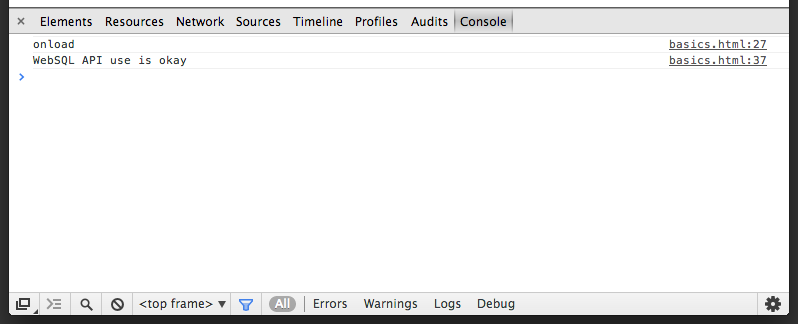 × Elements Resources Network Sources Timeline Profiles Audits Console
onload basics.html:27
WebSQL API use is okay basics.html:37
>
<top frame> ▼ All Errors Warnings Logs Debug